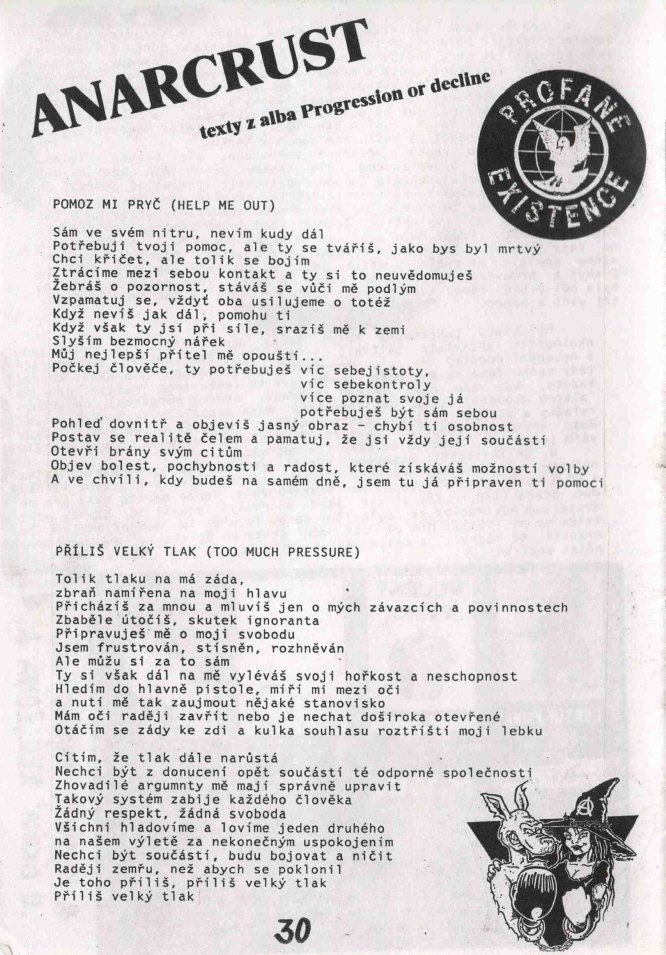 ANARCRUST
texty z alba Progression or decline
PROFANE
EXISTENCE
POMOZ MI PRYČ (HELP ME OUT)
Sám ve svém nitru, nevím kudy dál
Potřebuji tvoji pomoc, ale ty se tváříš, jako bys byl mrtvý
Chci křičet, ale tolik se bojím
Ztrácíme mezi sebou kontakt a ty si to neuvědomuješ
Žebráš o pozornost, stáváš se vůči mě podlým
Vzpamatuj se, vždyť oba usilujeme o totéž
Když nevíš jak dál, pomohu ti
Když však ty jsi při síle, srazíš mě k zemi
Slyším bezmocný nářek
Můj nejlepší přítel mě opouští...
Počkej člověče, ty potřebuješ víc sebejistoty,
víc sebekontroly
více poznat svoje já
potřebuješ být sám sebou
Pohleď dovnitř a objevíš jasný obraz - chybí ti osobnost
Postav se realitě čelem a pamatuj, že jsi vždy její součástí
Otevři brány svým citům
Objev bolest, pochybnosti a radost, které získáváš možností volby
A ve chvíli, kdy budeš na samém dně, jsem tu já připraven ti pomoci
PŘÍLIŠ VELKÝ TLAK (TOO MUCH PRESSURE)
Tolik tlaku na má záda,
zbraň namířena na moji hlavu
Přicházíš za mnou a mluvíš jen o mých závazcích a povinnostech
Zbaběle útočíš, skutek ignoranta
Připravuješ mě o moji svobodu
Jsem frustrován, stísněn, rozhněván
Ale můžu si za to sám
Ty si však dál na mě vyléváš svoji hořkost a neschopnost
Hledím do hlavně pistole, míří mi mezi oči
a nutí mě tak zaujmout nějaké stanovisko
Mám oči raději zavřít nebo je nechat doširoka otevřené
Otáčím se zády ke zdi a kulka souhlasu roztříští moji lebku
Cítím, že tlak dále narůstá
Nechci být z donucení opět součástí té odporné společnosti
Zhovadilé argumnty mě mají správně upravit
Takový systém zabije každého člověka
Žádný respekt, žádná svoboda
Všichni hladovíme a lovíme jeden druhého
na našem výletě za nekonečným uspokojením
Nechci být součástí, budu bojovat a ničit
Raději zemřu, než abych se poklonil
Je toho příliš, příliš velký tlak
Příliš velký tlak
A
30